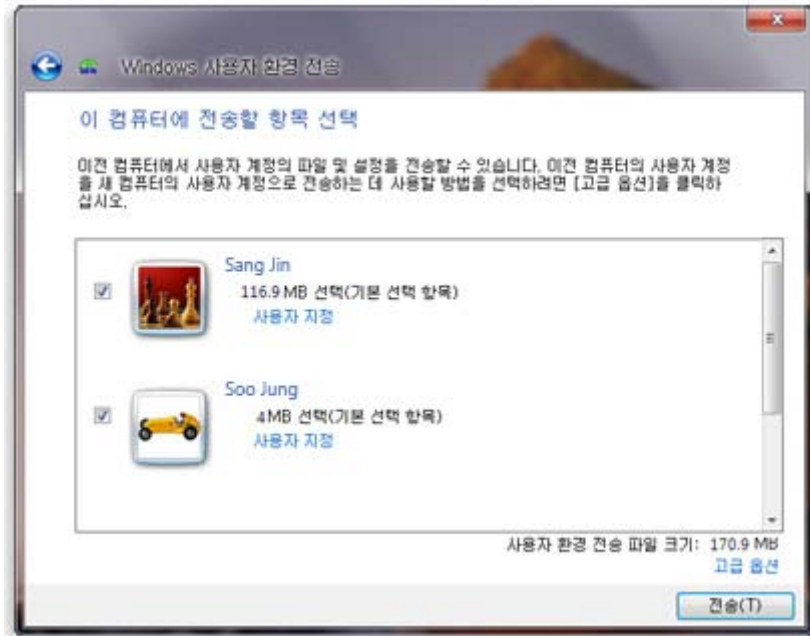 Windows 사용자 환경 전송
이 컴퓨터에 전송할 항목 선택
이전 컴퓨터에서 사용자 계정의 파일 및 설정을 전송할 수 있습니다. 이전 컴퓨터의 사용자 계정
을 새 컴퓨터의 사용자 계정으로 전송하는 데 사용할 방법을 선택하려면 [고급 옵션]을 클릭하
십시오.
Sang Jin
116.9 MB 선택(기본 선택 항목)
사용자 지정
Soo Jung
4MB 선택(기본 선택 항목)
사용자 지정
사용자 환경 전송 파일 크기: 170.9 MB
고급 옵션
전송(T)